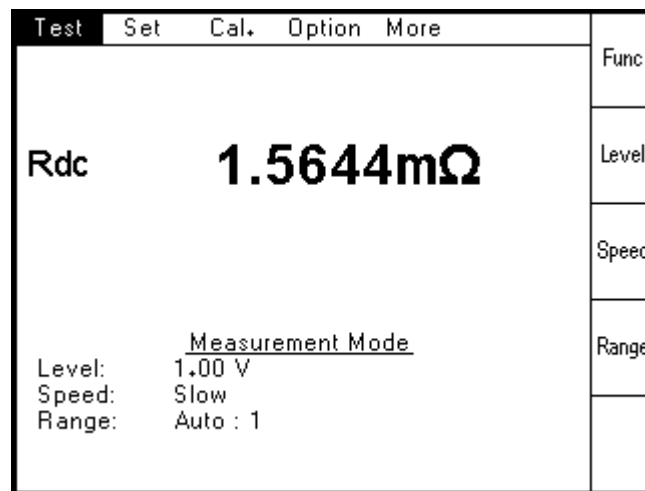 Test Set Cal. Option More
Func
Rdc 1.5644mΩ
Level
Speed
Measurement Mode
Range
Level: 1.00 V
Speed: Slow
Range: Auto : 1